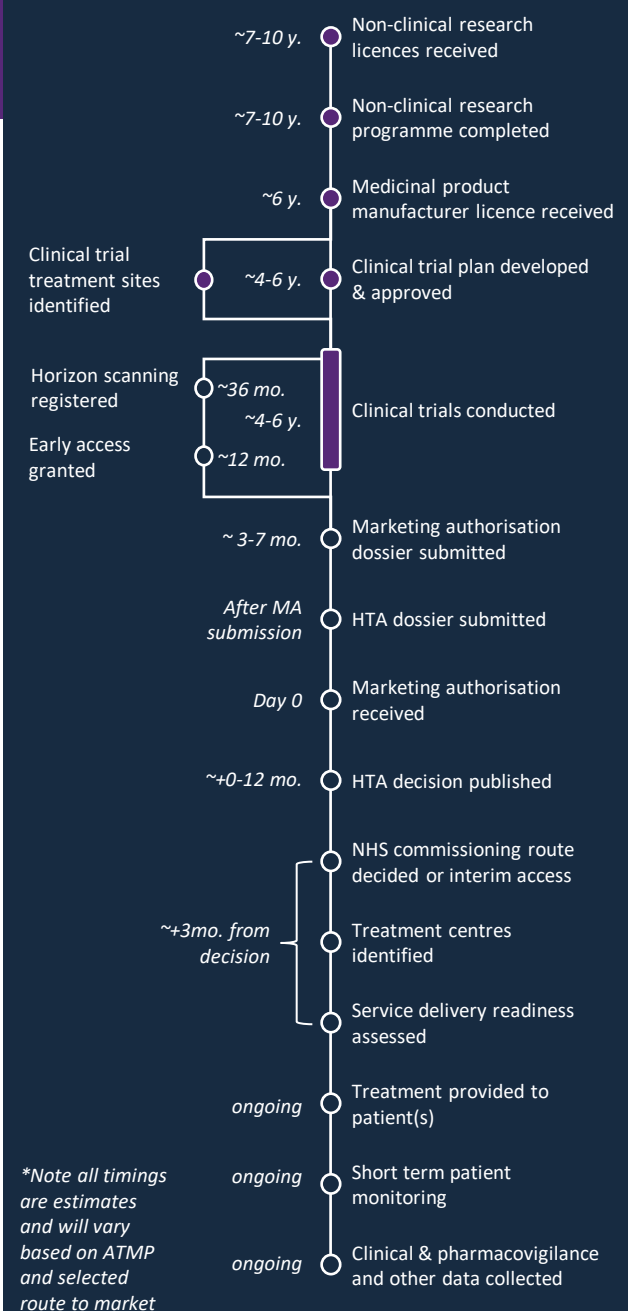 ~7-10 y.
Non-clinical research
licences received
~7-10 y.
Non-clinical research
programme completed
~6 y.
Medicinal product
manufacturer licence received
Clinical trial
treatment sites
identified
~4-6 y.
Clinical trial plan developed
& approved
Horizon scanning
registered
~36 mo.
~4-6 y.
Clinical trials conducted
Early access
granted
~12 mo.
~ 3-7 mo.
Marketing authorisation
dossier submitted
After MA
submission
HTA dossier submitted
Day 0
Marketing authorisation
received
~+0-12 mo.
HTA decision published
NHS commissioning route
decided or interim access
~+3mo. from
decision
Treatment centres
identified
Service delivery readiness
assessed
ongoing
Treatment provided to
patient(s)
ongoing
Short term patient
monitoring
ongoing
Clinical & pharmacovigilance
and other data collected
*Note all timings
are estimates
and will vary
based on ATMP
and selected
route to market